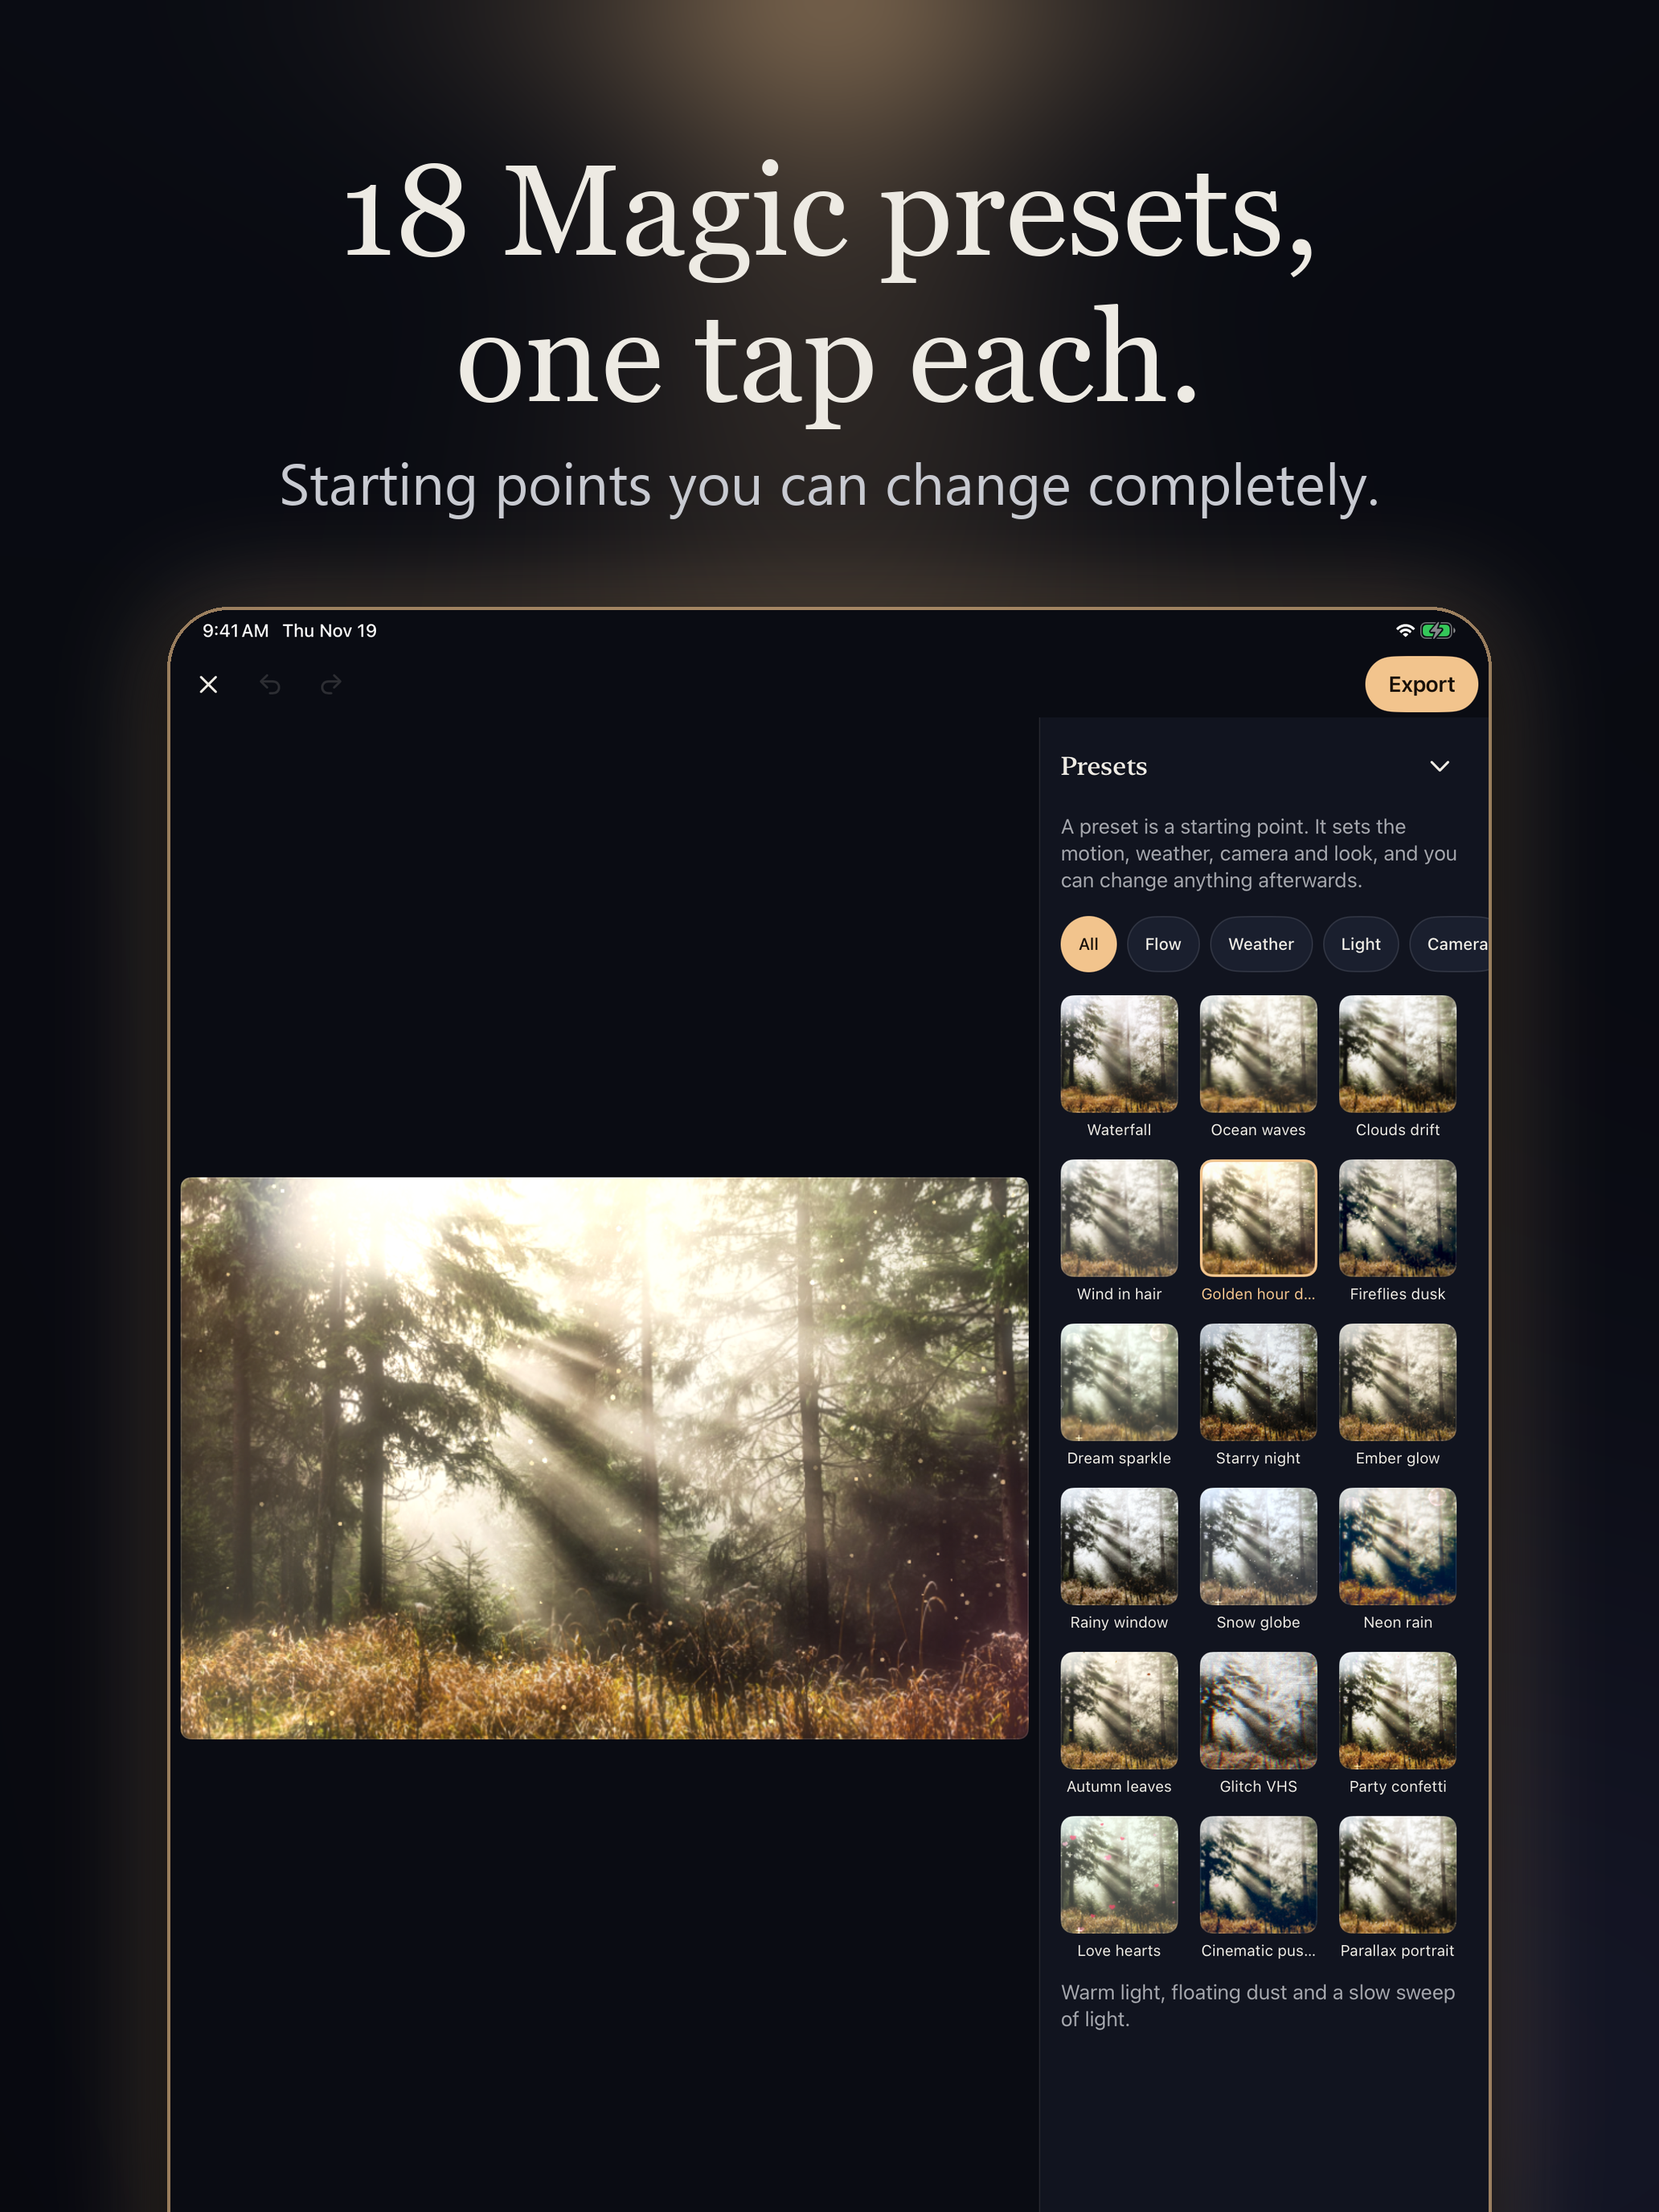 18 Magic presets,
one tap each.
Starting points you can change completely.
9:41 AM Thu Nov 19
Export
Presets
A preset is a starting point. It sets the
motion, weather, camera and look, and you
can change anything afterwards.
All Flow Weather Light Camera
Waterfall Ocean waves Clouds drift
Wind in hair Golden hour d... Fireflies dusk
Dream sparkle Starry night Ember glow
Rainy window Snow globe Neon rain
Autumn leaves Glitch VHS Party confetti
Love hearts Cinematic pus... Parallax portrait
Warm light, floating dust and a slow sweep
of light.